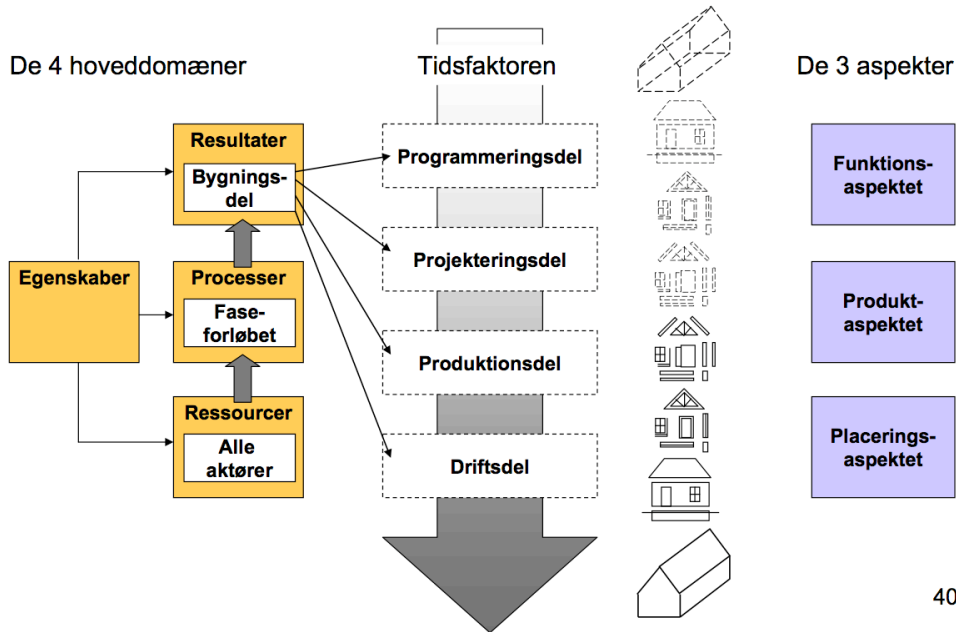 De 4 hoveddomæner
Tidsfaktoren
De 3 aspekter
Resultater
Bygnings-
del
Egenskaber
Processer
Fase-
forløbet
Ressourcer
Alle
aktører
Programmeringsdel
Projekteringsdel
Produktionsdel
Driftsdel
Funktions-
aspektet
Produkt-
aspektet
Placerings-
aspektet
40